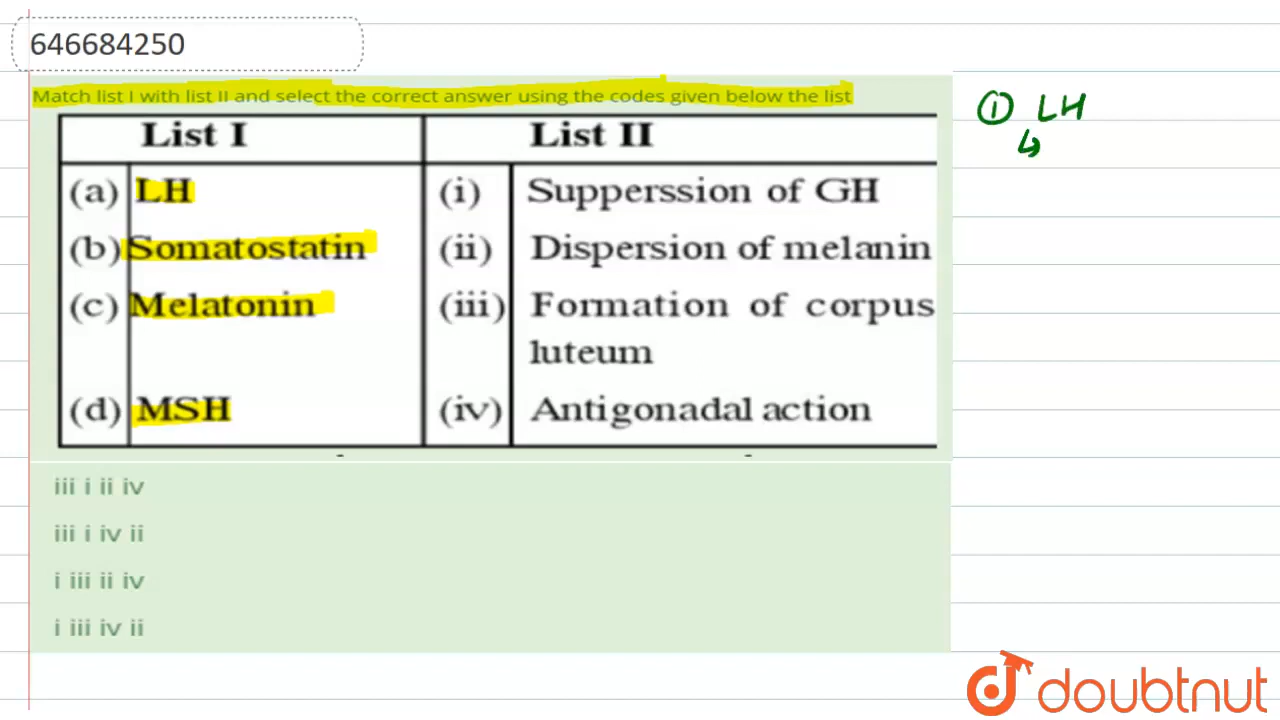 646684250
Match list I with list II and select the correct answer using the codes given below the list
① LH
↳
List I List II
(a) LH (i) Supperssion of GH
(b) Somatostatin (ii) Dispersion of melanin
(c) Melatonin (iii) Formation of corpus
luteum
(d) MSH (iv) Antigonadal action
iii i ii iv
iii i iv ii
i iii ii iv
i iii iv ii
doubtnut